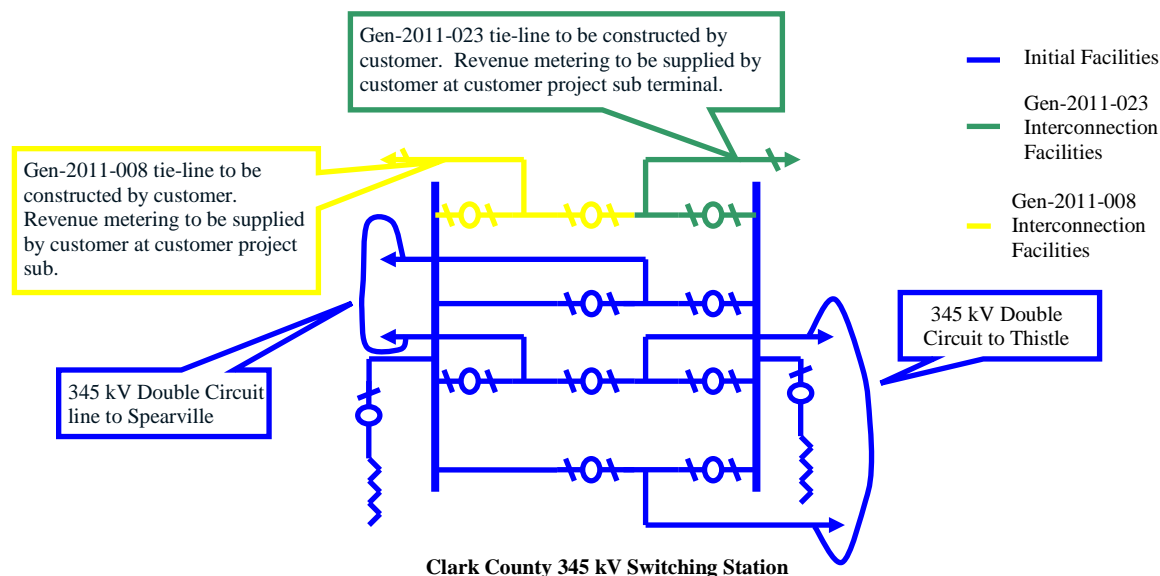 Gen-2011-023 tie-line to be constructed by
customer.  Revenue metering to be supplied by
customer at customer project sub terminal.
Initial Facilities
Gen-2011-023
Interconnection
Facilities
Gen-2011-008 tie-line to be
constructed by customer.
Revenue metering to be supplied
by customer at customer project
sub.
Gen-2011-008
Interconnection
Facilities
345 kV Double
Circuit to Thistle
345 kV Double Circuit
line to Spearville
Clark County 345 kV Switching Station